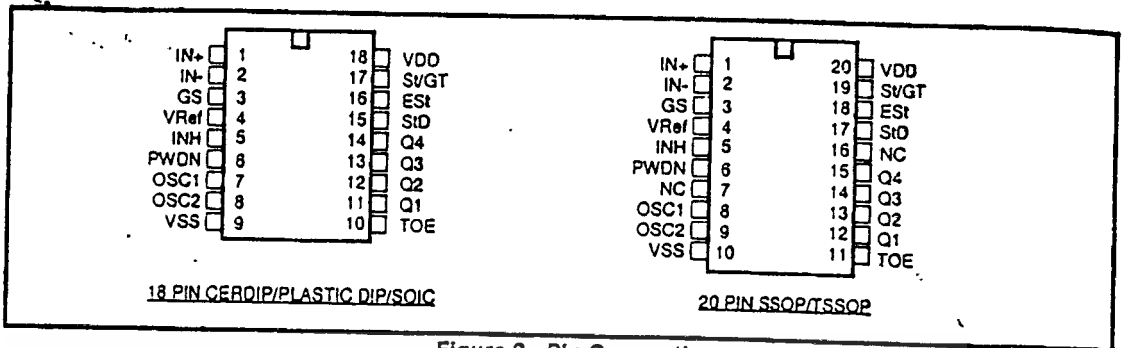 IN+ 1 18 VDD
IN- 2 17 St/GT
GS 3 16 ESt
VRef 4 15 StD
INH 5 14 Q4
PWDN 6 13 Q3
OSC1 7 12 Q2
OSC2 8 11 Q1
VSS 9 10 TOE
18 PIN CERDIP/PLASTIC DIP/SOIC
IN+ 1 20 VDD
IN- 2 19 St/GT
GS 3 18 ESt
VRef 4 17 StD
INH 5 16 NC
PWDN 6 15 Q4
NC 7 14 Q3
OSC1 8 13 Q2
OSC2 9 12 Q1
VSS 10 11 TOE
20 PIN SSOP/TSSOP